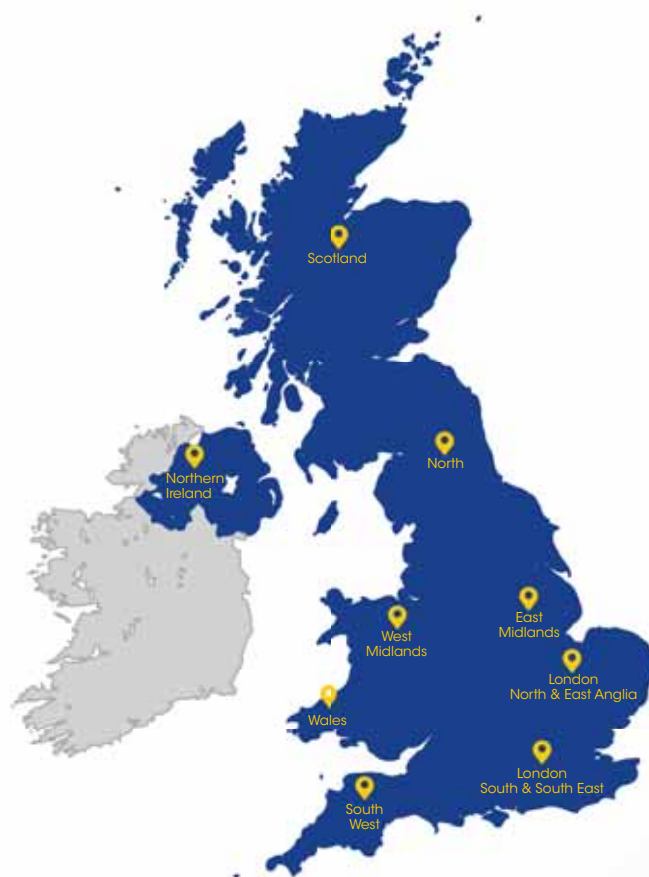 Scotland
North
Northern
Ireland
East
Midlands
West
Midlands
London
North & East Anglia
Wales
London
South & South East
South
West